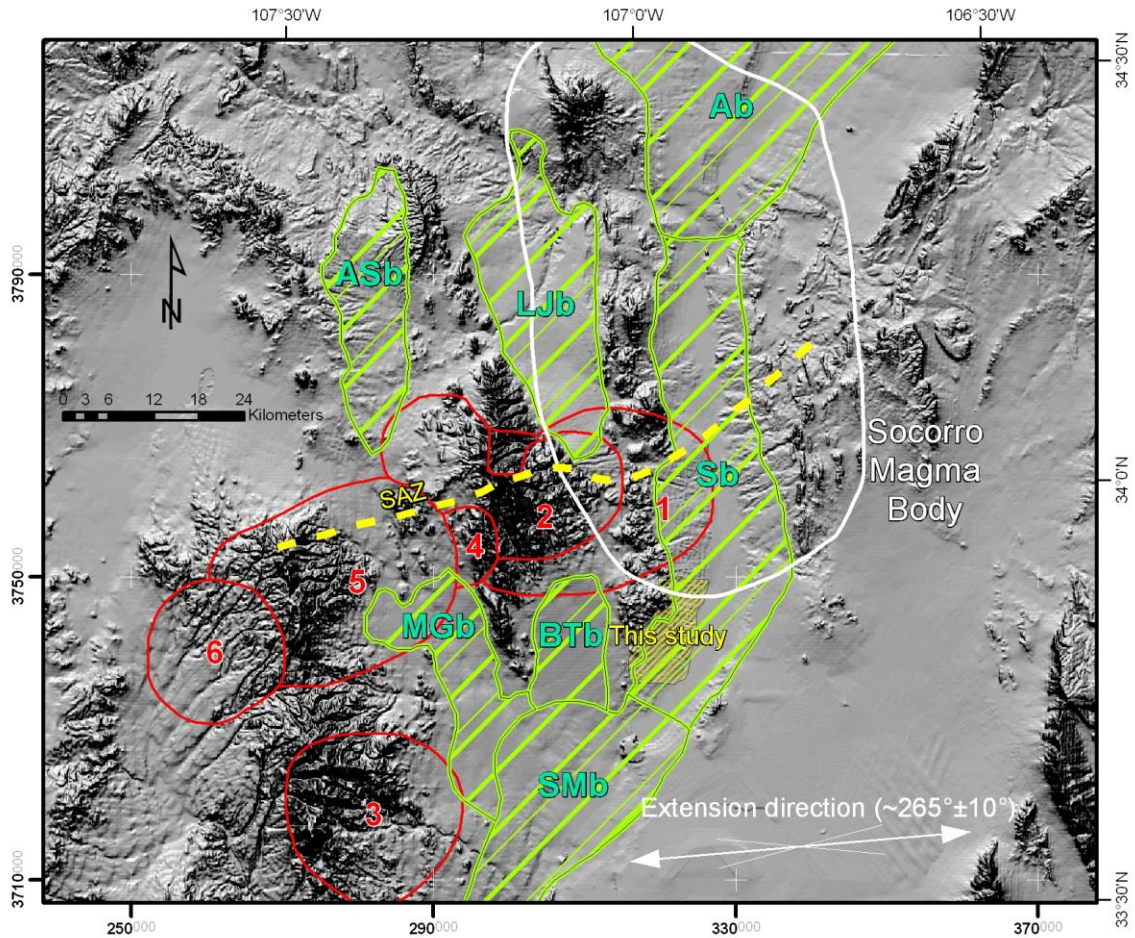 107°30'W
107°0'W
106°30'W
34°30'N
Ab
3790000
ASb
LJb
N
0 3 6 12 18 24
Kilometers
Socorro
Magma
Body
Sb
34°0'N
SAZ
2
1
4
3750000
5
MGb
BTb
This study
6
SMb
Extension direction (~265°±10°)
3
3710000
33°30'N
250000
290000
330000
370000